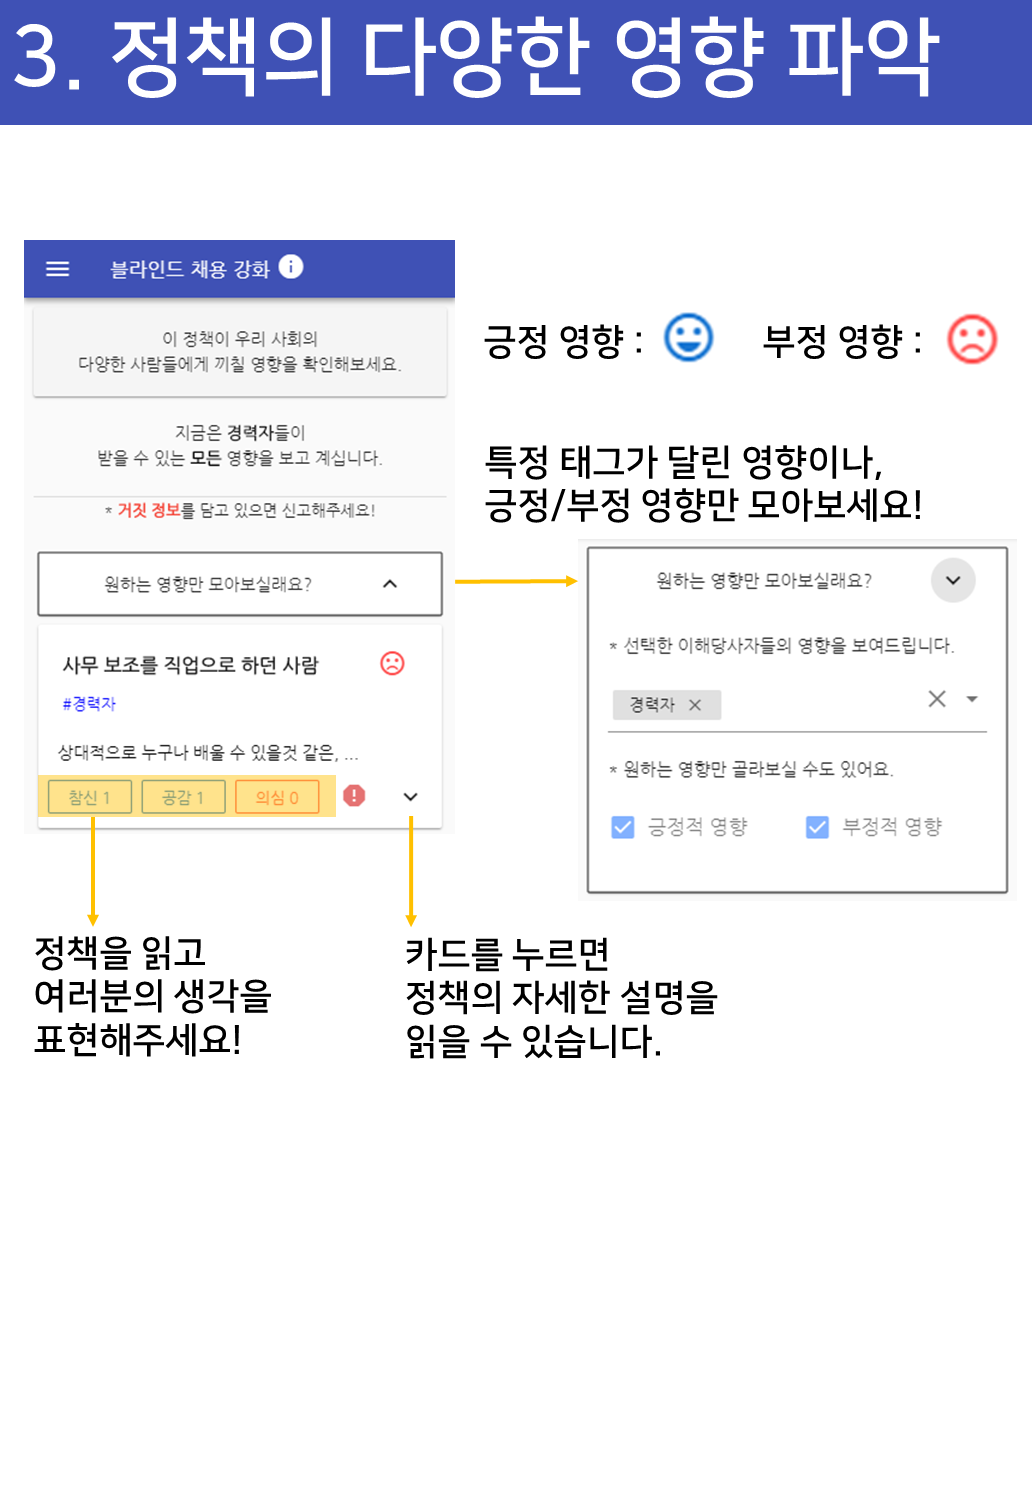 3. 정책의 다양한 영향 파악
블라인드 채용 강화
이 정책이 우리 사회의
다양한 사람들에게 끼칠 영향을 확인해보세요.
지금은 경력자들이
받을 수 있는 모든 영향을 보고 계십니다.
* 거짓 정보를 담고 있으면 신고해주세요!
원하는 영향만 모아보실래요?
사무 보조를 직업으로 하던 사람
#경력자
상대적으로 누구나 배울 수 있을것 같은, ...
참신 1 공감 1 의심 0
긍정 영향 : 부정 영향 :
특정 태그가 달린 영향이나,
긍정/부정 영향만 모아보세요!
원하는 영향만 모아보실래요?
* 선택한 이해당사자들의 영향을 보여드립니다.
경력자
* 원하는 영향만 골라보실 수도 있어요.
긍정적 영향 부정적 영향
정책을 읽고
여러분의 생각을
표현해주세요!
카드를 누르면
정책의 자세한 설명을
읽을 수 있습니다.